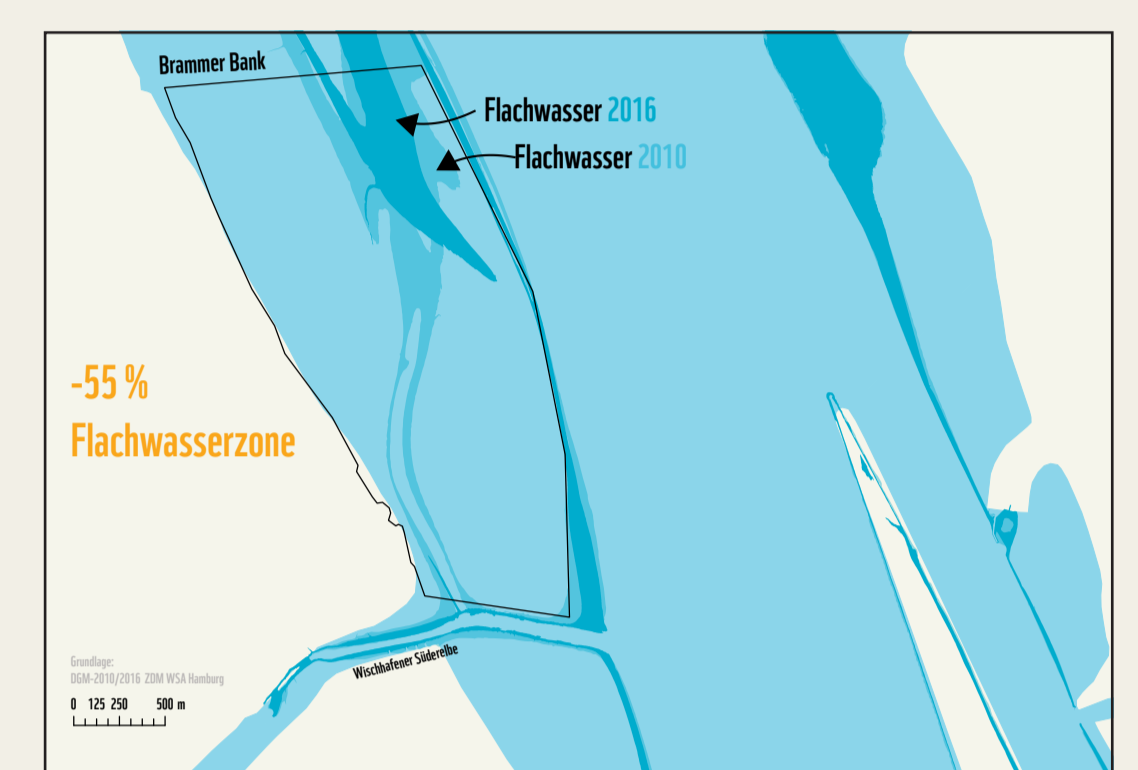 Brammer Bank
Flachwasser 2016
Flachwasser 2010
-55 %
Flachwasserzone
Wischhafener Süderelbe
Grundlage:
DGM-2010/2016 ZDM WSA Hamburg
0 125 250 500 m